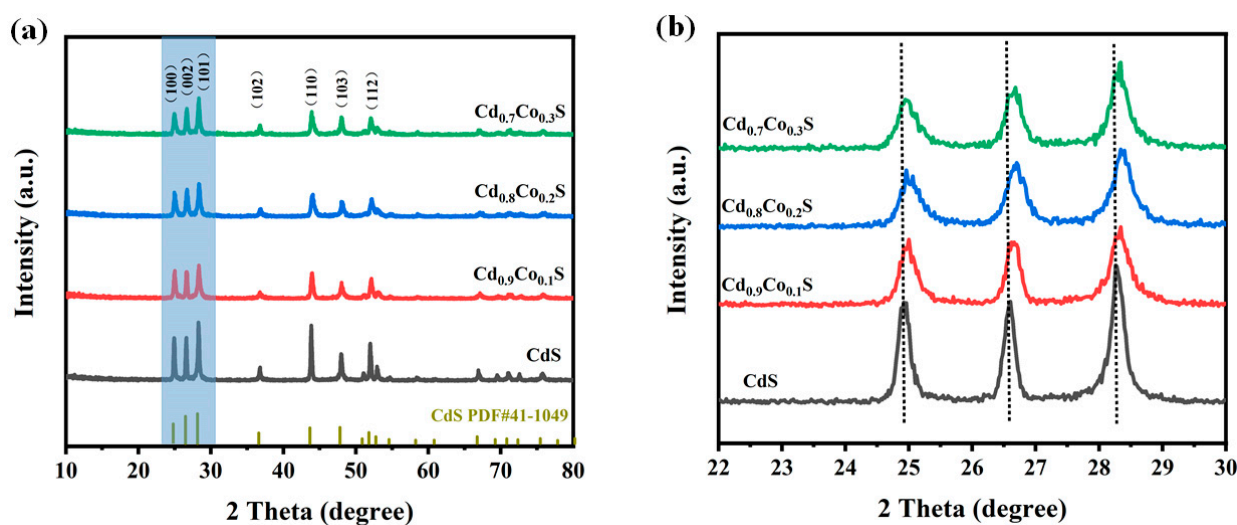 (a)
Intensity (a.u.)
(100)
(002)
(101)
(102)
(110)
(103)
(112)
Cd0.7Co0.3S
Cd0.8Co0.2S
Cd0.9Co0.1S
CdS
CdS PDF#41-1049
10 20 30 40 50 60 70 80
2 Theta (degree)
(b)
Intensity (a.u.)
Cd0.7Co0.3S
Cd0.8Co0.2S
Cd0.9Co0.1S
CdS
22 23 24 25 26 27 28 29 30
2 Theta (degree)